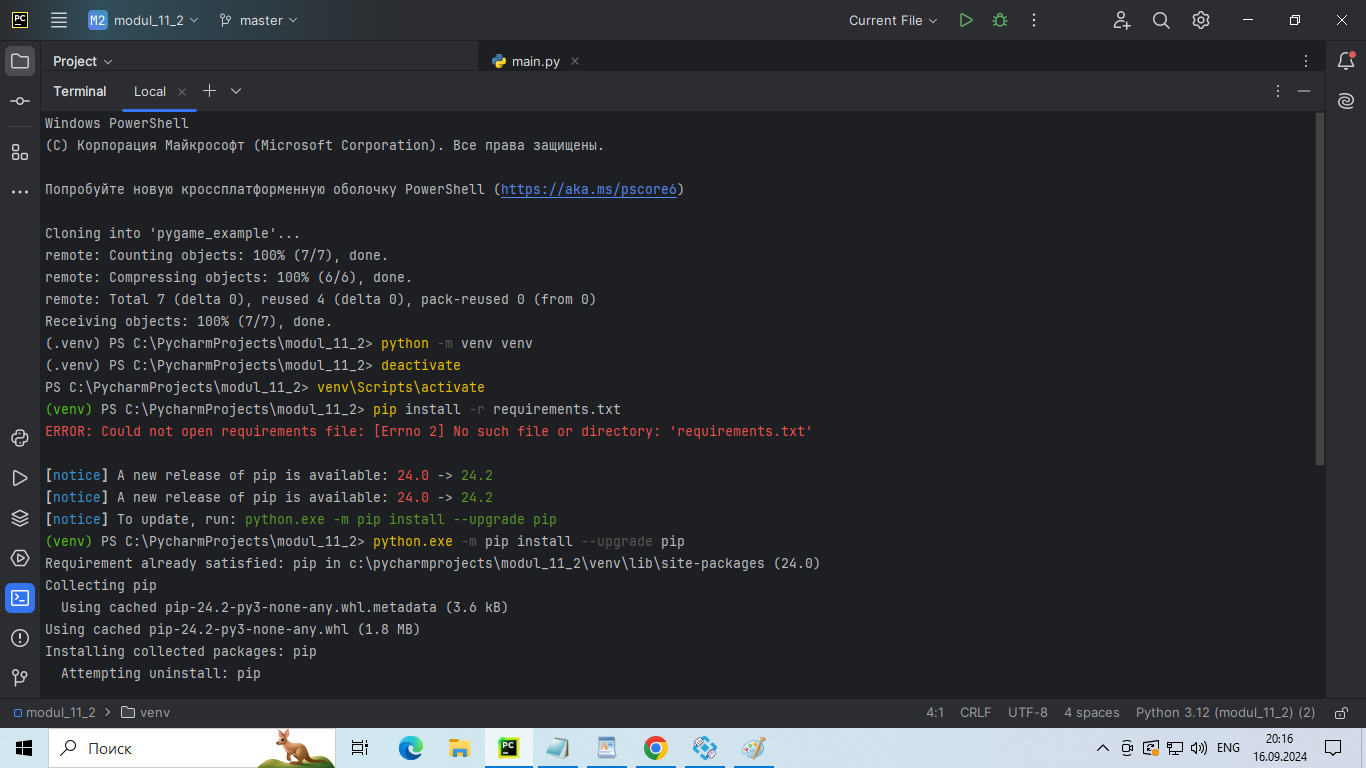 PC
M2 modul_11_2 master Current File
Project
main.py
Terminal Local
Windows PowerShell
(C) Корпорация Майкрософт (Microsoft Corporation). Все права защищены.
Попробуйте новую кроссплатформенную оболочку PowerShell (https://aka.ms/pscore6)
Cloning into 'pygame_example'...
remote: Counting objects: 100% (7/7), done.
remote: Compressing objects: 100% (6/6), done.
remote: Total 7 (delta 0), reused 4 (delta 0), pack-reused 0 (from 0)
Receiving objects: 100% (7/7), done.
(.venv) PS C:\PycharmProjects\modul_11_2> python -m venv venv
(.venv) PS C:\PycharmProjects\modul_11_2> deactivate
PS C:\PycharmProjects\modul_11_2> venv\Scripts\activate
(venv) PS C:\PycharmProjects\modul_11_2> pip install -r requirements.txt
ERROR: Could not open requirements file: [Errno 2] No such file or directory: 'requirements.txt'
[notice] A new release of pip is available: 24.0 -> 24.2
[notice] A new release of pip is available: 24.0 -> 24.2
[notice] To update, run: python.exe -m pip install --upgrade pip
(venv) PS C:\PycharmProjects\modul_11_2> python.exe -m pip install --upgrade pip
Requirement already satisfied: pip in c:\pycharmprojects\modul_11_2\venv\lib\site-packages (24.0)
Collecting pip
  Using cached pip-24.2-py3-none-any.whl.metadata (3.6 kB)
Using cached pip-24.2-py3-none-any.whl (1.8 MB)
Installing collected packages: pip
  Attempting uninstall: pip
modul_11_2 > venv 4:1 CRLF UTF-8 4 spaces Python 3.12 (modul_11_2) (2)
Поиск PC ENG 20:16
16.09.2024